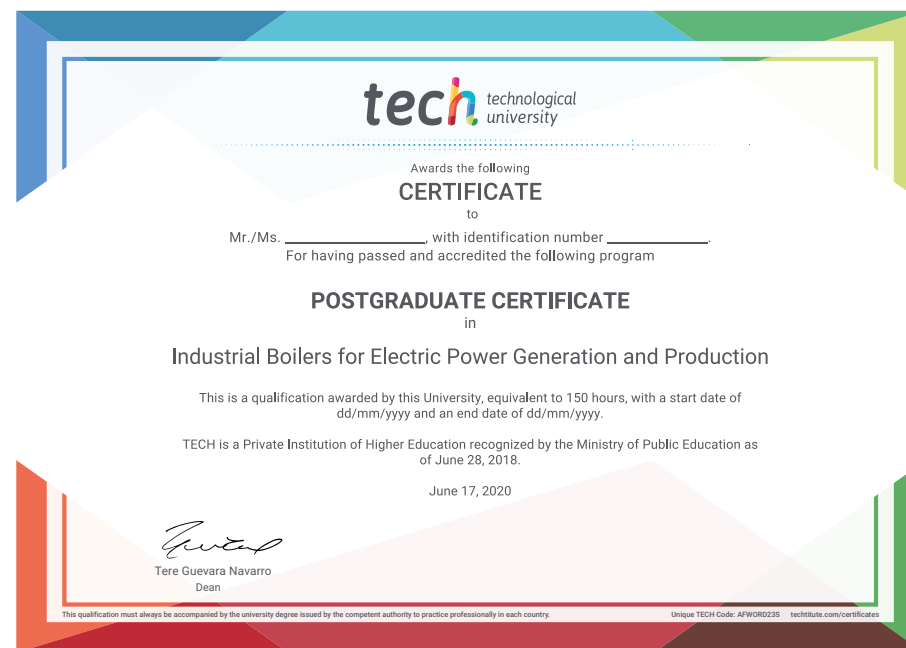 tech technological
university
Awards the following
CERTIFICATE
to
Mr./Ms. ____________________, with identification number ______________.
For having passed and accredited the following program
POSTGRADUATE CERTIFICATE
in
Industrial Boilers for Electric Power Generation and Production
This is a qualification awarded by this University, equivalent to 150 hours, with a start date of
dd/mm/yyyy and an end date of dd/mm/yyyy.
TECH is a Private Institution of Higher Education recognized by the Ministry of Public Education as
of June 28, 2018.
June 17, 2020
Tere Guevara Navarro
Dean
This qualification must always be accompanied by the university degree issued by the competent authority to practice professionally in each country.
Unique TECH Code: AFWORD23S techtitute.com/certificates